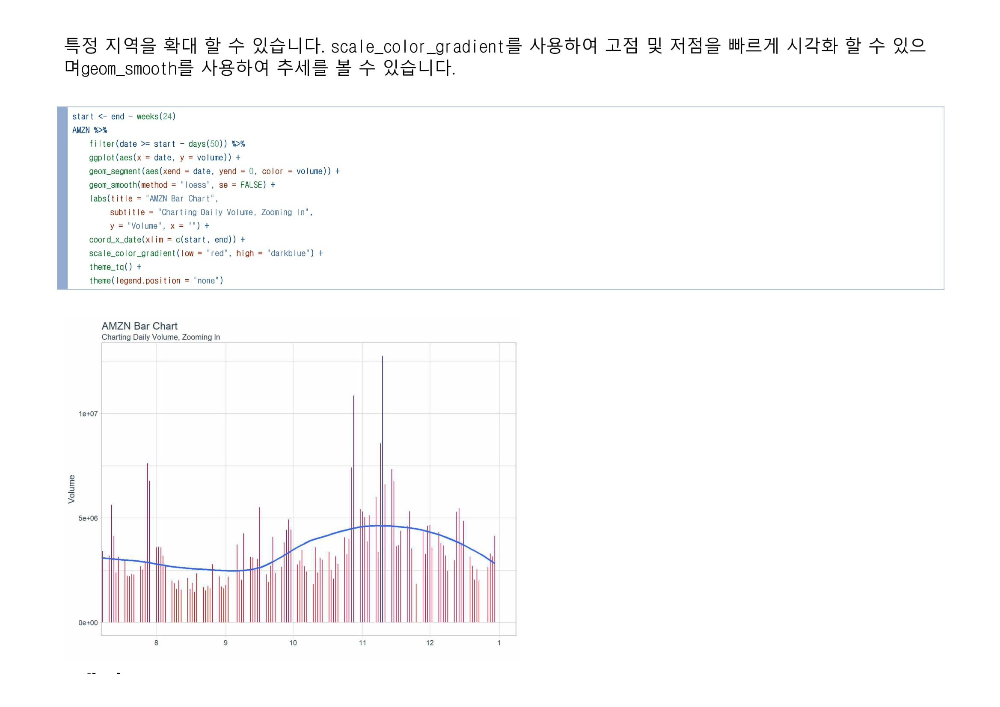 특정 지역을 확대 할 수 있습니다. scale_color_gradient를 사용하여 고점 및 저점을 빠르게 시각화 할 수 있으
며geom_smooth를 사용하여 추세를 볼 수 있습니다.
start <- end - weeks(24)
AMZN %>%
    filter(date >= start - days(50)) %>%
    ggplot(aes(x = date, y = volume)) +
    geom_segment(aes(xend = date, yend = 0, color = volume)) +
    geom_smooth(method = "loess", se = FALSE) +
    labs(title = "AMZN Bar Chart",
         subtitle = "Charting Daily Volume, Zooming In",
         y = "Volume", x = "") +
    coord_x_date(xlim = c(start, end)) +
    scale_color_gradient(low = "red", high = "darkblue") +
    theme_tq() +
    theme(legend.position = "none")
AMZN Bar Chart
Charting Daily Volume, Zooming In
1e+07
5e+06
0e+00
Volume
8 9 10 11 12 1